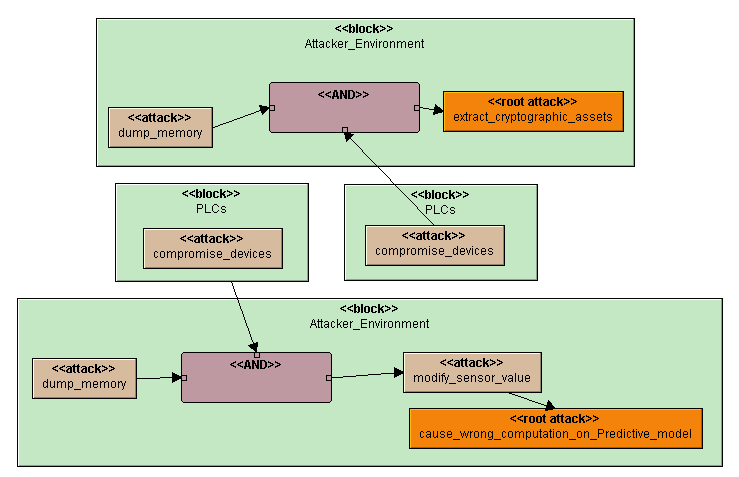 <<block>>
Attacker_Environment
<<AND>>
<<root attack>>
extract_cryptographic_assets
<<attack>>
dump_memory
<<block>>
PLCs
<<attack>>
compromise_devices
<<block>>
PLCs
<<attack>>
compromise_devices
<<block>>
Attacker_Environment
<<attack>>
dump_memory
<<AND>>
<<attack>>
modify_sensor_value
<<root attack>>
cause_wrong_computation_on_Predictive_model